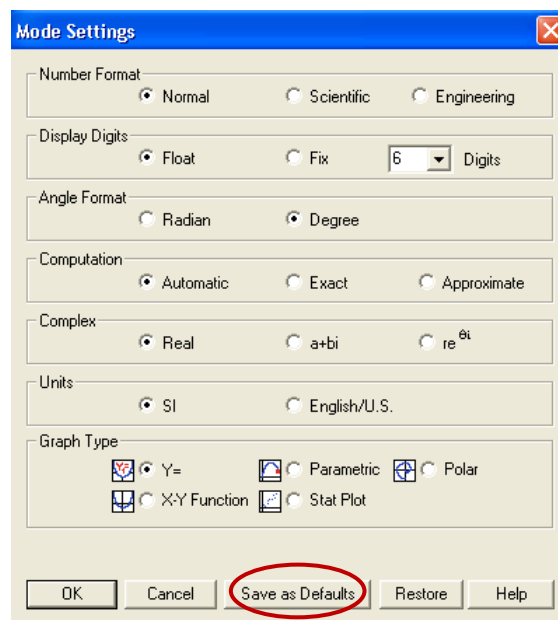 Mode Settings
Number Format
Normal Scientific Engineering
Display Digits
Float Fix 6 Digits
Angle Format
Radian Degree
Computation
Automatic Exact Approximate
Complex
Real a+bi re^θi
Units
SI English/U.S.
Graph Type
Y= Parametric Polar
X-Y Function Stat Plot
OK Cancel Save as Defaults Restore Help